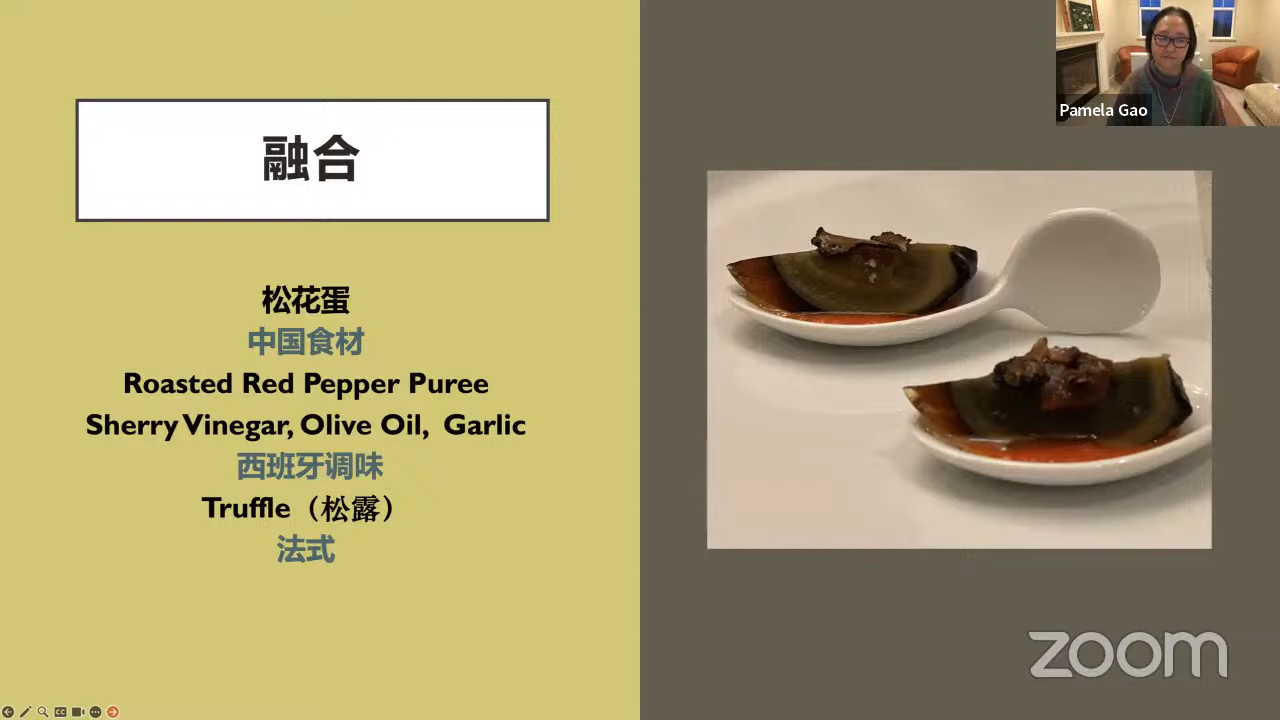 融合
松花蛋
中国食材
Roasted Red Pepper Puree
Sherry Vinegar, Olive Oil, Garlic
西班牙调味
Truffle（松露）
法式
Pamela Gao
zoom
CC